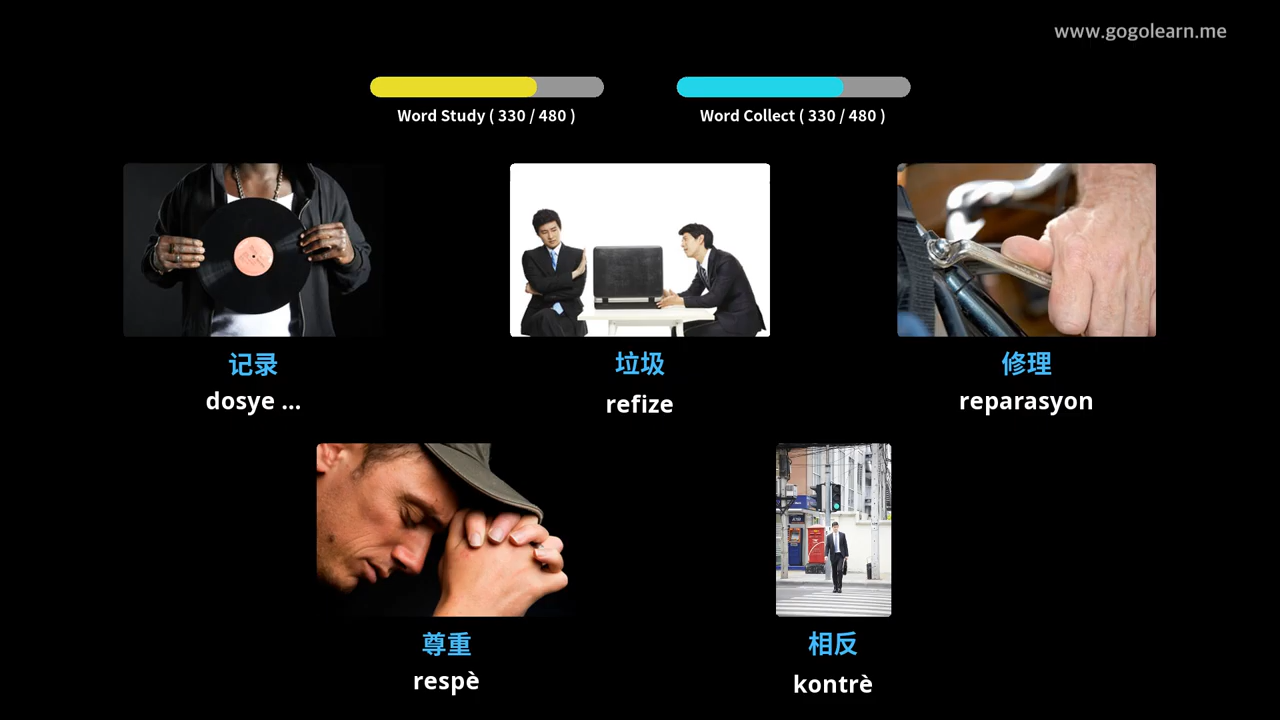 www.gogolearn.me
Word Study ( 330 / 480 )
Word Collect ( 330 / 480 )
记录
dosye ...
垃圾
refize
修理
reparasyon
尊重
respè
相反
kontrè